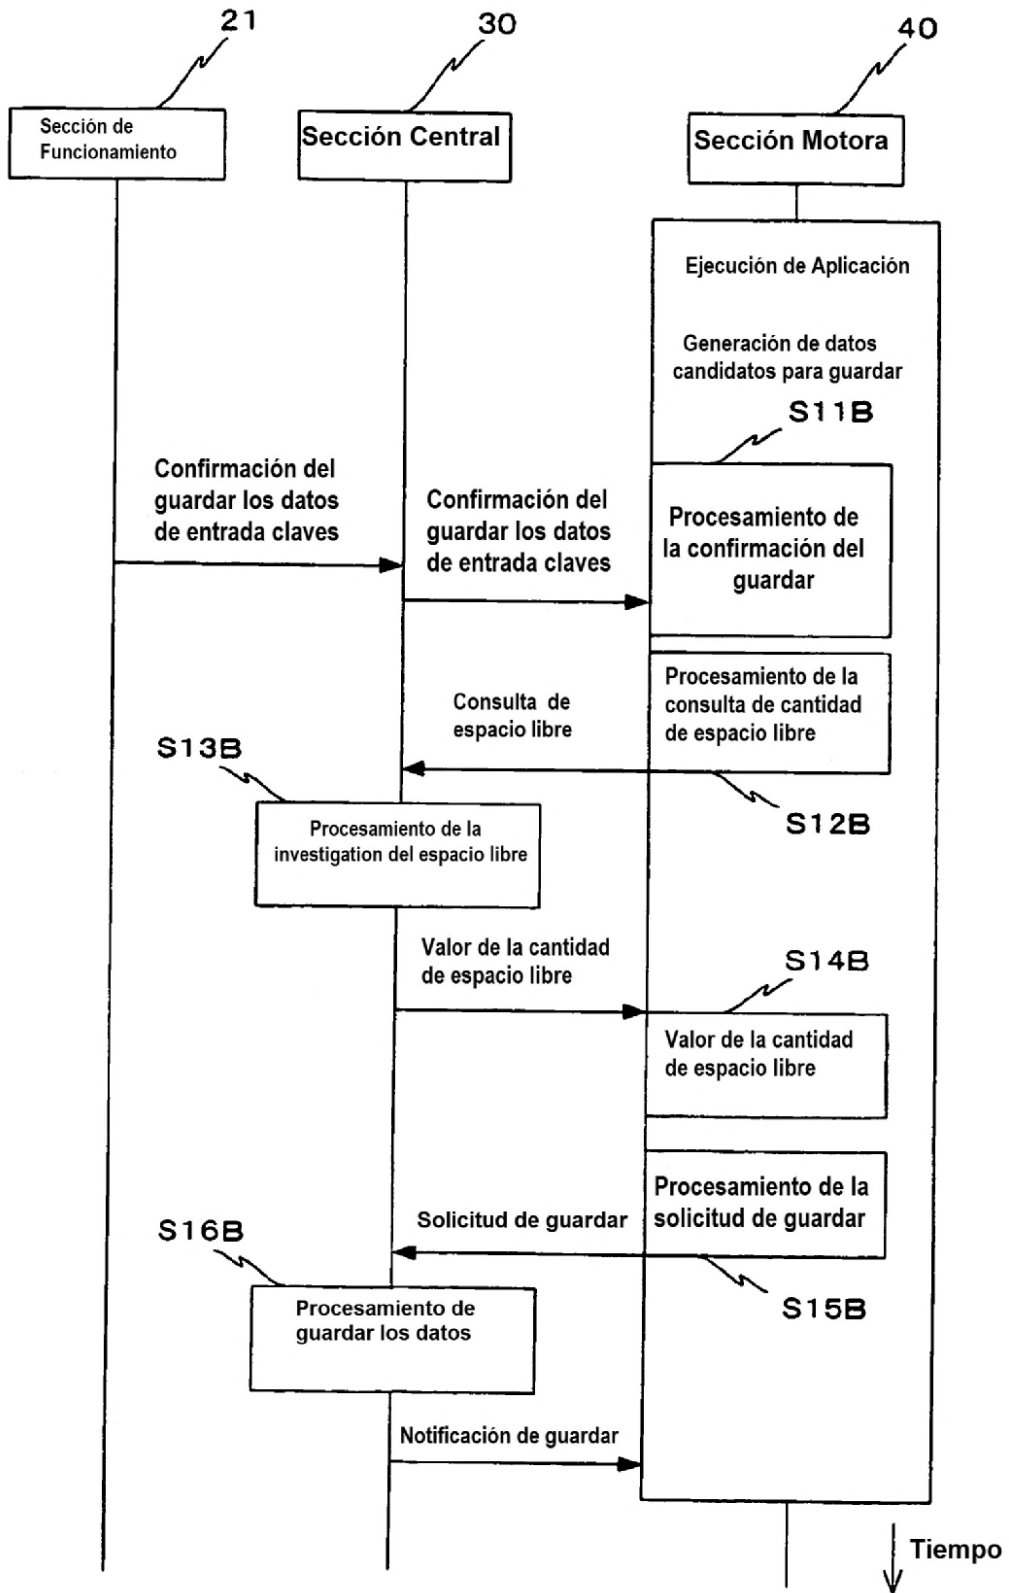 21
30
40
Sección de
Funcionamiento
Sección Central
Sección Motora
Ejecución de Aplicación
Generación de datos
candidatos para guardar
S11B
Confirmación del
guardar los datos
de entrada claves
Confirmación del
guardar los datos
de entrada claves
Procesamiento de
la confirmación del
guardar
Consulta de
espacio libre
Procesamiento de la
consulta de cantidad
de espacio libre
S13B
S12B
Procesamiento de la
investigation del espacio libre
Valor de la cantidad
de espacio libre
S14B
Valor de la cantidad
de espacio libre
Procesamiento de la
solicitud de guardar
Solicitud de guardar
S16B
S15B
Procesamiento de
guardar los datos
Notificación de guardar
Tiempo